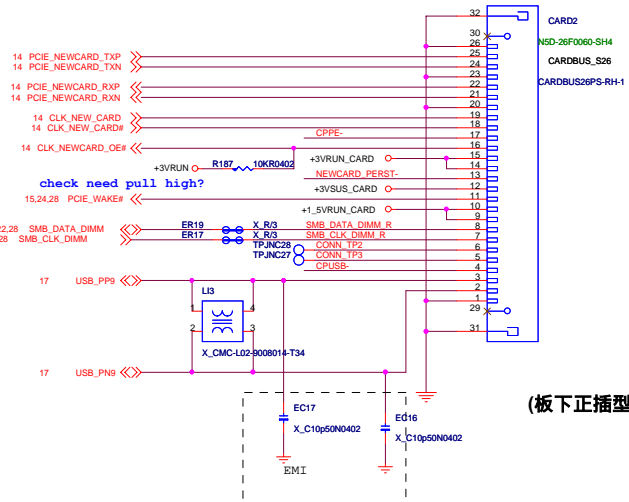 32
CARD2
30
N5D-26F0060-SH4
26
14 PCIE_NEWCARD_TXP
25
CARDBUS_S26
14 PCIE_NEWCARD_TXN
24
23
CARDBUS26PS-RH-1
14 PCIE_NEWCARD_RXP
22
14 PCIE_NEWCARD_RXN
21
20
14 CLK_NEW_CARD
19
14 CLK_NEW_CARD#
18
CPPE-
17
14 CLK_NEWCARD_OE#
16
+3VRUN
R187
10KR0402
+3VRUN_CARD
15
14
check need pull high?
NEWCARD_PERST-
13
+3VSUS_CARD
12
15,24,28 PCIE_WAKE#
11
+1_5VRUN_CARD
10
9
22,28 SMB_DATA_DIMM
ER19
X_R/3
SMB_DATA_DIMM_R
8
28 SMB_CLK_DIMM
ER17
X_R/3
SMB_CLK_DIMM_R
7
TPJNC28
CONN_TP2
6
TPJNC27
CONN_TP3
5
CPUSB-
4
17 USB_PP9
3
2
LI3
1
29
1
4
2
3
31
X_CMC-L02-9008014-T34
17 USB_PN9
(板下正插型
EC17
X_C10p50N0402
EC16
X_C10p50N0402
EMI